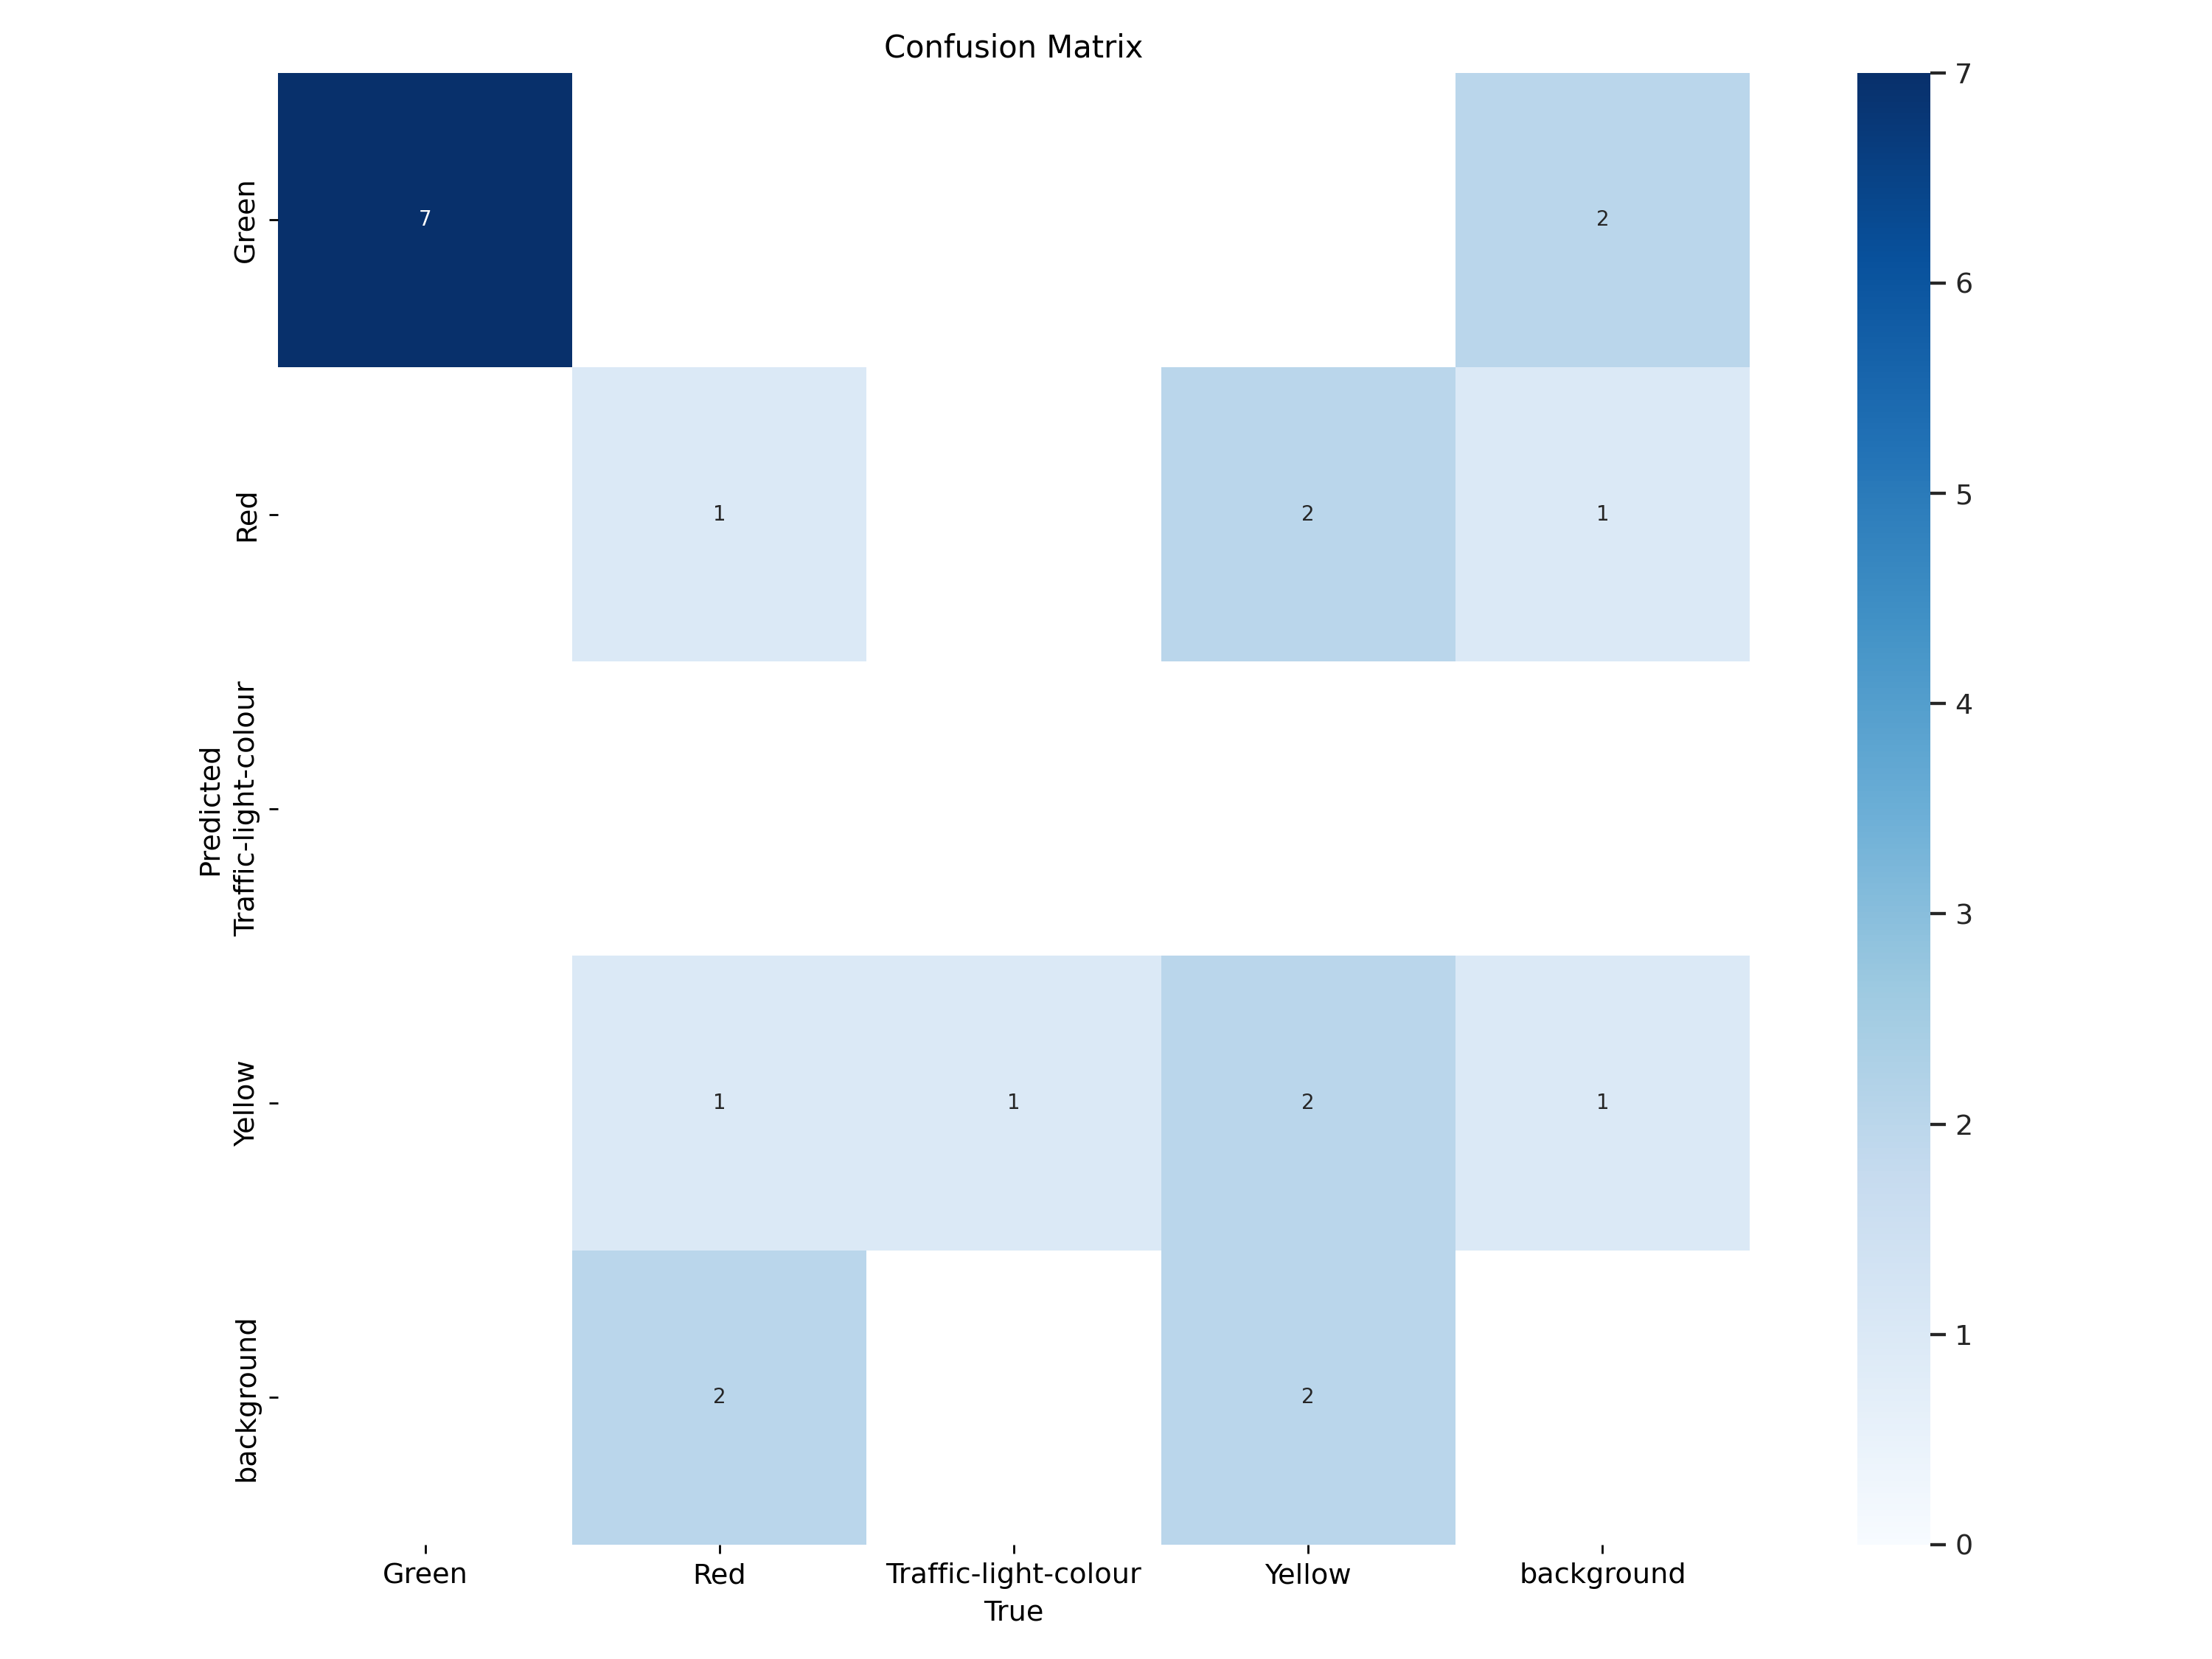 Confusion Matrix
7
Green
7
2
6
5
Red
1
2
1
4
Predicted
Traffic-light-colour
3
Yellow
1
1
2
1
2
1
background
2
2
0
Green
Red
Traffic-light-colour
Yellow
background
True